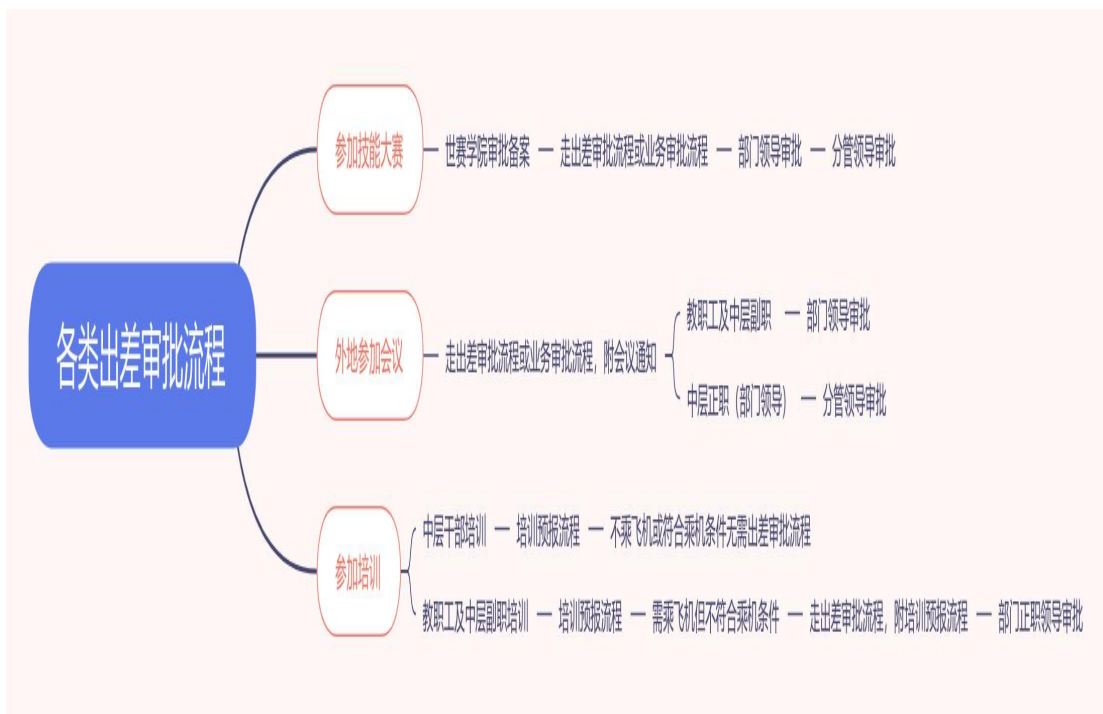 各类出差审批流程
参加技能大赛 — 世赛学院审批备案 — 走出差审批流程或业务审批流程 — 部门领导审批 — 分管领导审批
外地参加会议 — 走出差审批流程或业务审批流程，附会议通知
教职工及中层副职 — 部门领导审批
中层正职（部门领导） — 分管领导审批
参加培训
中层干部培训 — 培训预报流程 — 不乘飞机或符合乘机条件无需出差审批流程
教职工及中层副职培训 — 培训预报流程 — 需乘飞机但不符合乘机条件 — 走出差审批流程，附培训预报流程 — 部门正职领导审批